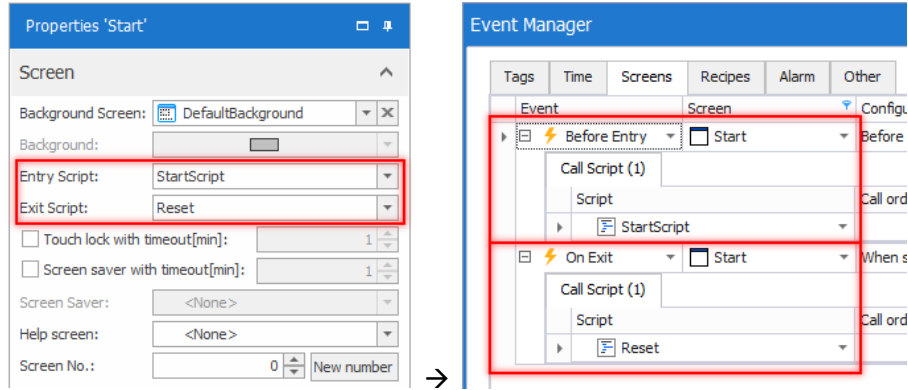 Properties 'Start'
Screen
Background Screen: DefaultBackground
Background:
Entry Script: StartScript
Exit Script: Reset
Touch lock with timeout[min]: 1
Screen saver with timeout[min]: 1
Screen Saver: <None>
Help screen: <None>
Screen No.: 0 New number
→
Event Manager
Tags Time Screens Recipes Alarm Other
Event Screen Configu
Before Entry Start Before
Call Script (1)
Script Call ord
StartScript
On Exit Start When s
Call Script (1)
Script Call ord
Reset